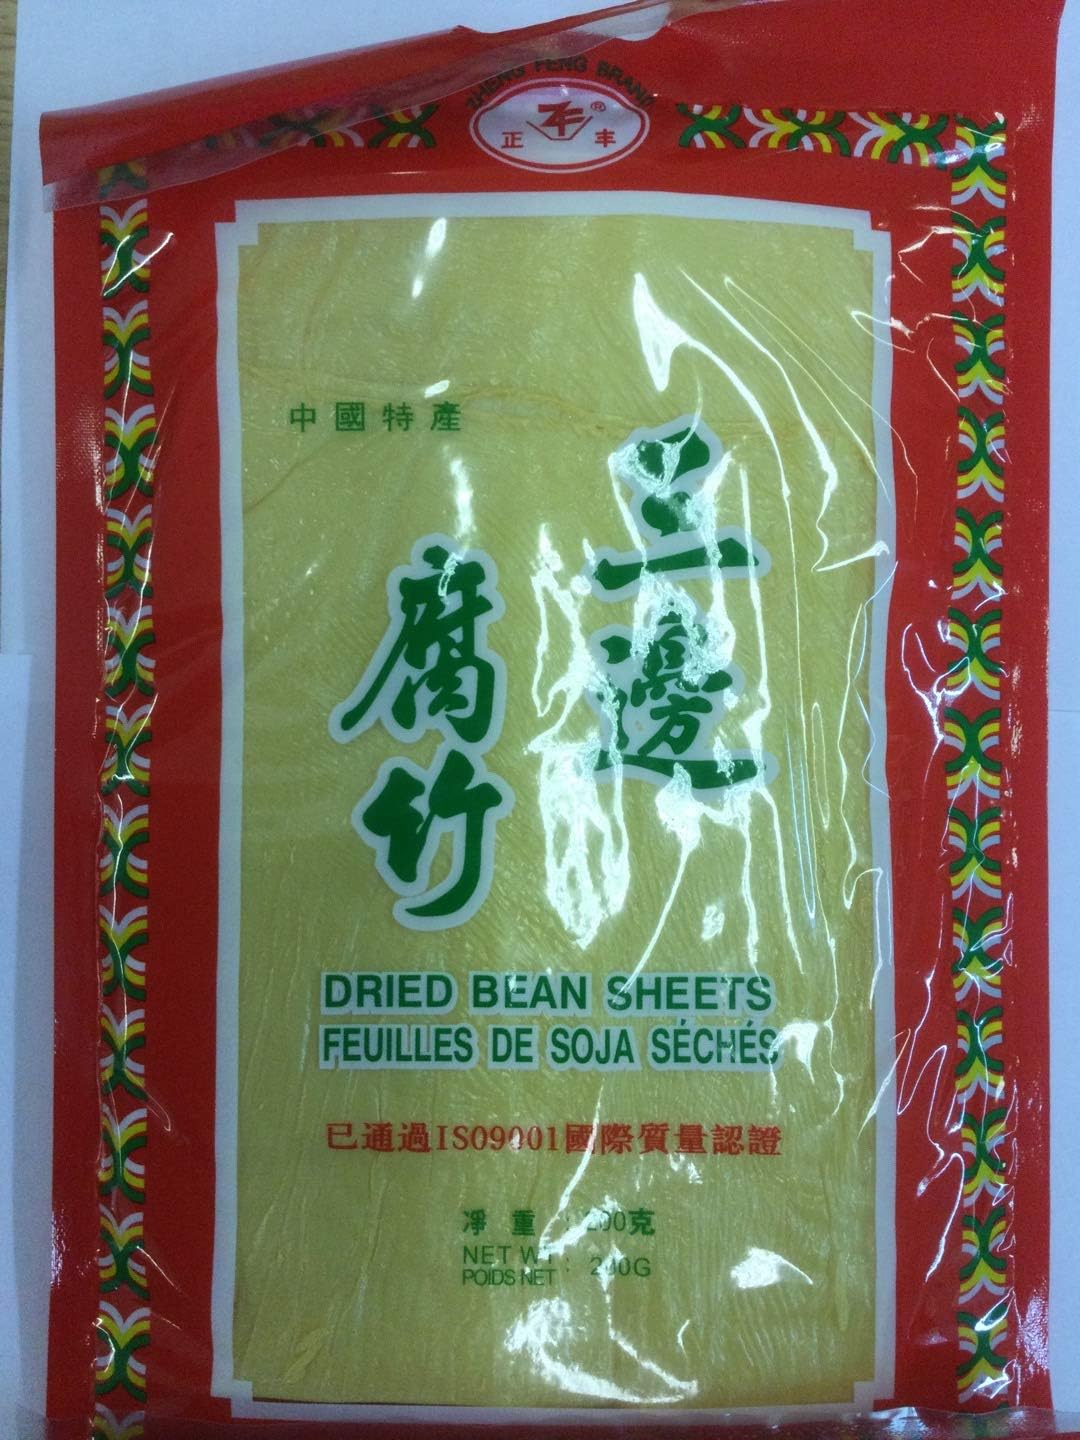 ZHENG FENG BRAND
正 丰 ®
中國特產
三邊
腐竹
DRIED BEAN SHEETS
FEUILLES DE SOJA SÉCHÉS
已通過ISO9001國際質量認證
凈 重 : 200克
NET WT : 200G
POIDS NET